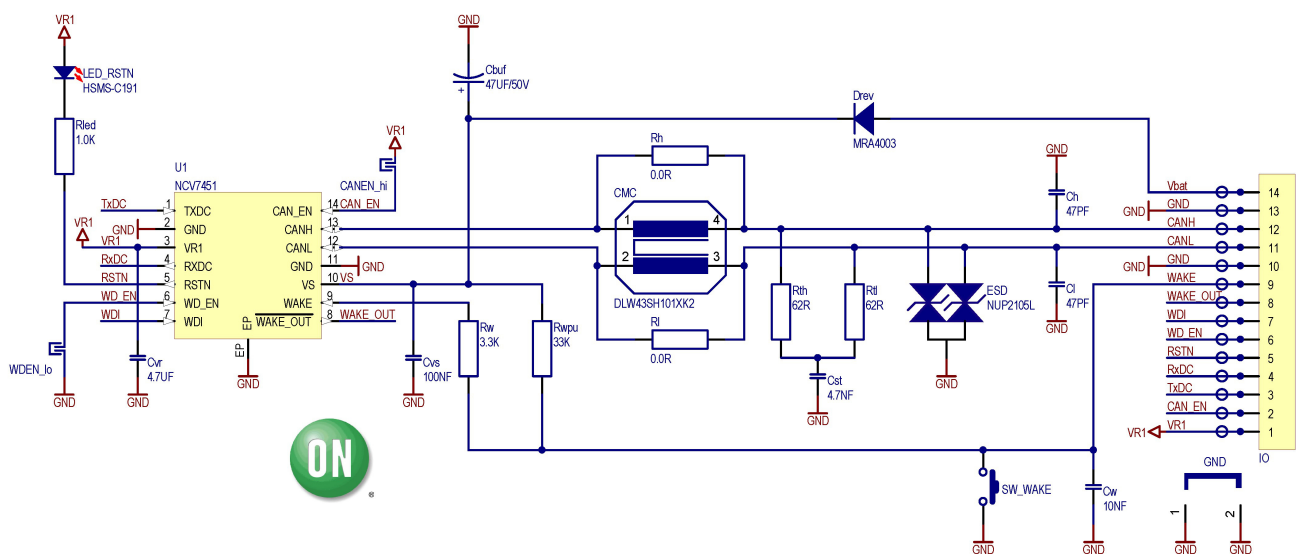 VR1
LED_RSTN
HSMS-C191
Rled
1.0K
GND
Cbuf
47UF/50V
+
Drev
MRA4003
U1
NCV7451
VR1
CANEN_hi
TxDC 1 TXDC
GND 2 GND
VR1
VR1 3 VR1
RxDC 4 RXDC
RSTN 5 RSTN
WD_EN 6 WD_EN
WDI 7 WDI
CAN_EN 14 CAN_EN
CANH 13
CANL 12
GND 11 GND
VS 10 VS
WAKE 9
WAKE_OUT 8 WAKE_OUT
EP
EP
GND
WDEN_lo
GND
Cvr
4.7UF
GND
Cvs
100NF
GND
Rw
3.3K
Rwpu
33K
Rh
0.0R
CMC
1 4
2 3
DLW43SH101XK2
Rl
0.0R
Rth
62R
Rtl
62R
Cst
4.7NF
GND
ESD
NUP2105L
GND
GND
Ch
47PF
Cl
47PF
GND
Vbat 14
GND GND 13
CANH 12
CANL 11
GND GND 10
WAKE 9
WAKE_OUT 8
WDI 7
WD_EN 6
RSTN 5
RxDC 4
TxDC 3
CAN_EN 2
VR1 VR1 1
IO
SW_WAKE
GND
Cw
10NF
GND
GND
1 2
GND GND
ON
®